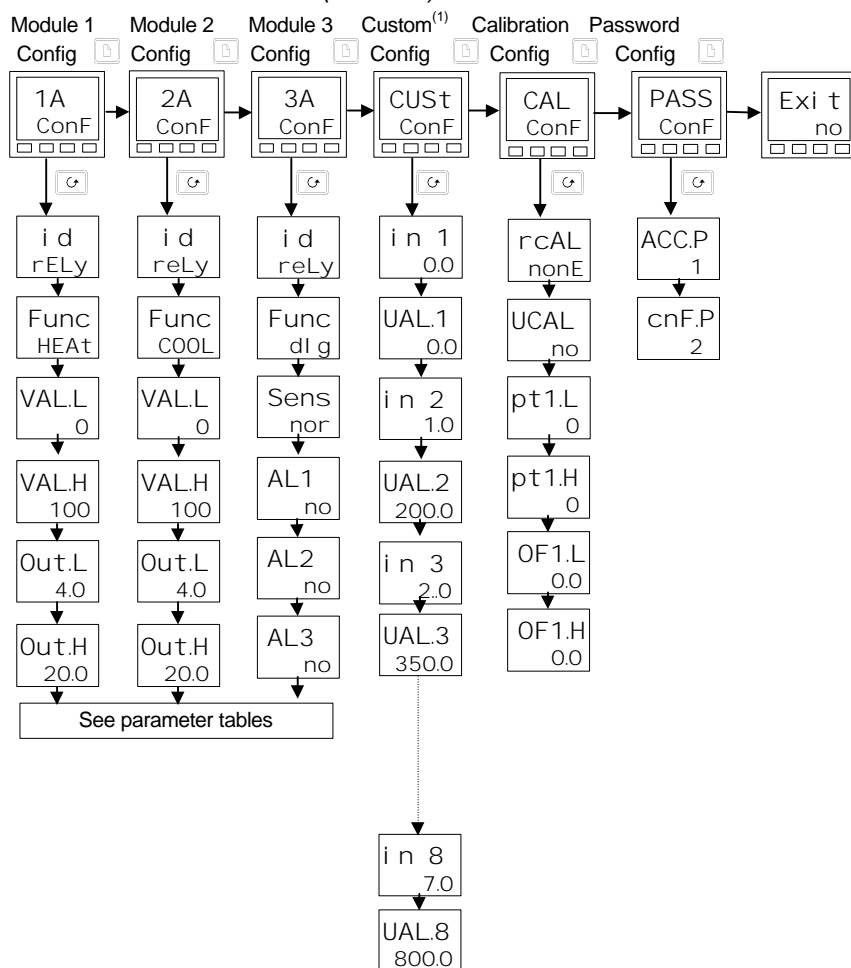 Module 1 Config
Module 2 Config
Module 3 Config
Custom(1) Config
Calibration Config
Password Config
1A
ConF
2A
ConF
3A
ConF
CUSt
ConF
CAL
ConF
PASS
ConF
Exit
no
id
rELy
Func
HEAt
VAL.L
0
VAL.H
100
Out.L
4.0
Out.H
20.0
id
reLy
Func
COOL
VAL.L
0
VAL.H
100
Out.L
4.0
Out.H
20.0
id
reLy
Func
dIg
Sens
nor
AL1
no
AL2
no
AL3
no
See parameter tables
in 1
0.0
UAL.1
0.0
in 2
1.0
UAL.2
200.0
in 3
2..0
UAL.3
350.0
in 8
7.0
UAL.8
800.0
rcAL
nonE
UCAL
no
pt1.L
0
pt1.H
0
OF1.L
0.0
OF1.H
0.0
ACC.P
1
cnF.P
2